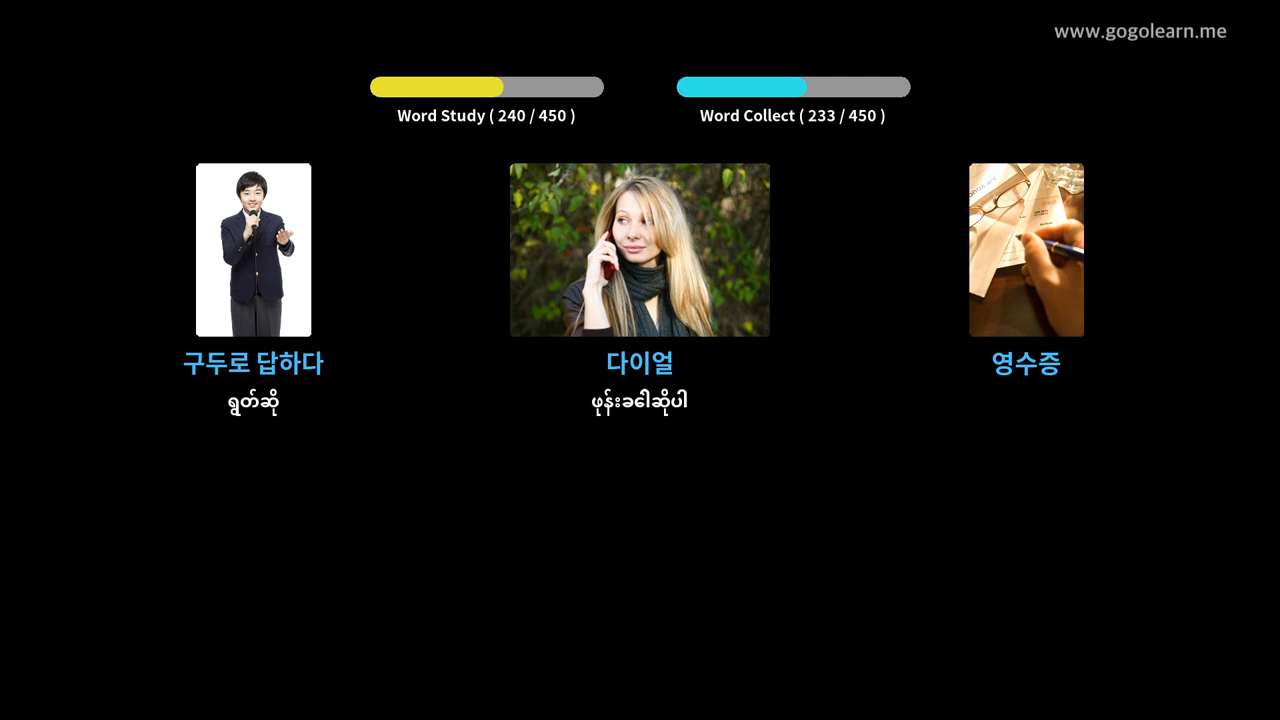 www.gogolearn.me
Word Study ( 240 / 450 )
Word Collect ( 233 / 450 )
구두로 답하다
ရွတ်ဆို
다이얼
ဖုန်းခေါ်ဆိုပါ
영수증